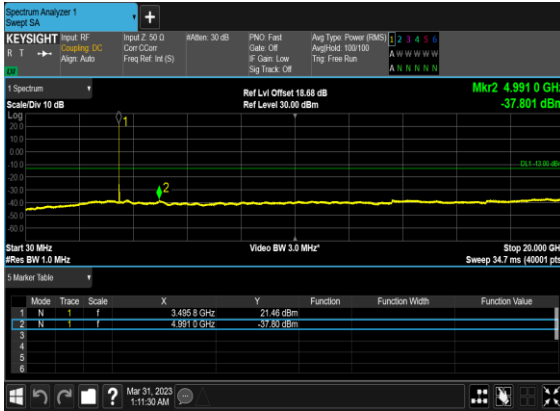 Spectrum Analyzer 1
Swept SA
+
KEYSIGHT Input: RF Input Z: 50 Ω #Atten: 30 dB PNO: Fast Avg Type: Power (RMS) 1 2 3 4 5 6
R T Coupling: DC Corr CCorr Gate: Off Avg|Hold: 100/100 A W W W W W
Align: Auto Freq Ref: Int (S) IF Gain: Low Trig: Free Run
Sig Track: Off A N N N N N
1 Spectrum Ref Lvl Offset 18.68 dB Mkr2 4.991 0 GHz
Scale/Div 10 dB Ref Level 30.00 dBm -37.801 dBm
Log
20.0
10.0
0.00
-10.0
-20.0
-30.0
-40.0
-50.0
-60.0
1
DL1 -13.00 dBm
2
Start 30 MHz Video BW 3.0 MHz* Stop 20.000 GHz
#Res BW 1.0 MHz Sweep 34.7 ms (40001 pts)
5 Marker Table
Mode Trace Scale X Y Function Function Width Function Value
1 N 1 f 3.495 8 GHz 21.46 dBm
2 N 1 f 4.991 0 GHz -37.80 dBm
3
4
5
6
? Mar 31, 2023
1:11:30 AM